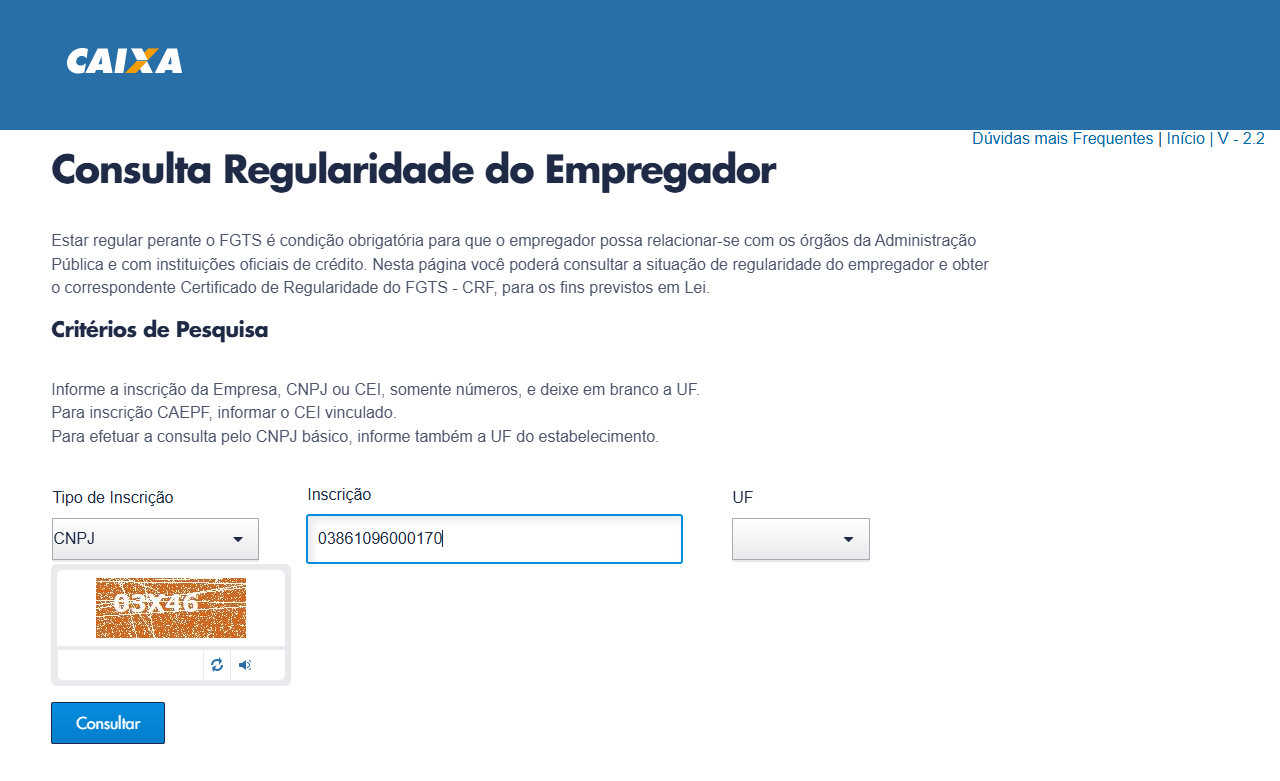 CAIXA
Dúvidas mais Frequentes | Início | V - 2.2
Consulta Regularidade do Empregador
Estar regular perante o FGTS é condição obrigatória para que o empregador possa relacionar-se com os órgãos da Administração
Pública e com instituições oficiais de crédito. Nesta página você poderá consultar a situação de regularidade do empregador e obter
o correspondente Certificado de Regularidade do FGTS - CRF, para os fins previstos em Lei.
Critérios de Pesquisa
Informe a inscrição da Empresa, CNPJ ou CEI, somente números, e deixe em branco a UF.
Para inscrição CAEPF, informar o CEI vinculado.
Para efetuar a consulta pelo CNPJ básico, informe também a UF do estabelecimento.
Tipo de Inscrição
Inscrição
UF
CNPJ
03861096000170
03X46
Consultar